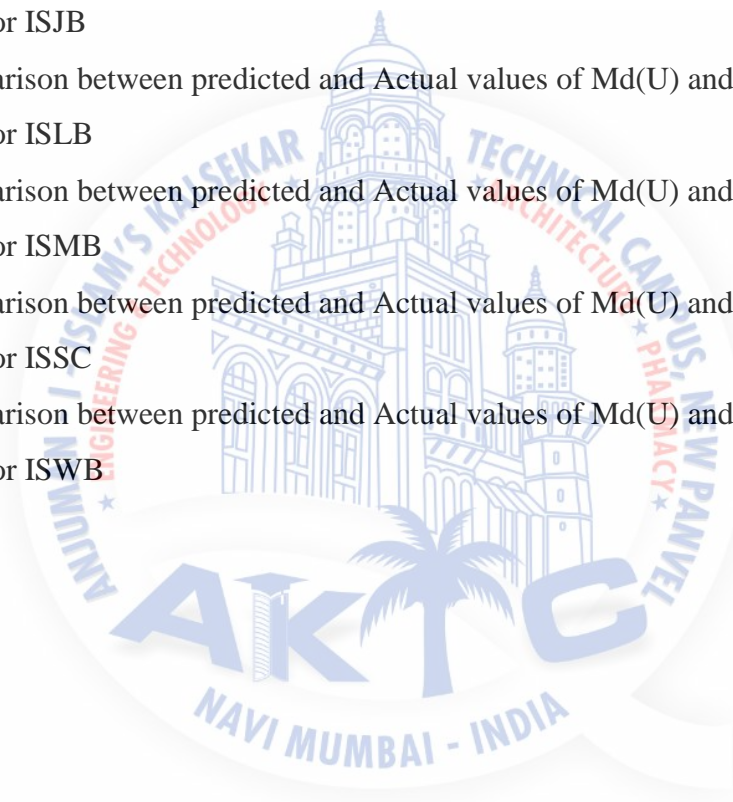 or ISJB
arison between predicted and Actual values of Md(U) and
or ISLB
arison between predicted and Actual values of Md(U) and
or ISMB
arison between predicted and Actual values of Md(U) and
or ISSC
arison between predicted and Actual values of Md(U) and
or ISWB
ANJUMAN - I - ISLAM'S KALSEKAR TECHNICAL CAMPUS, NEW PANVEL
★ ENGINEERING & TECHNOLOGY ★ ★ ARCHITECTURE ★ PHARMACY ★
AKTC
NAVI MUMBAI - INDIA